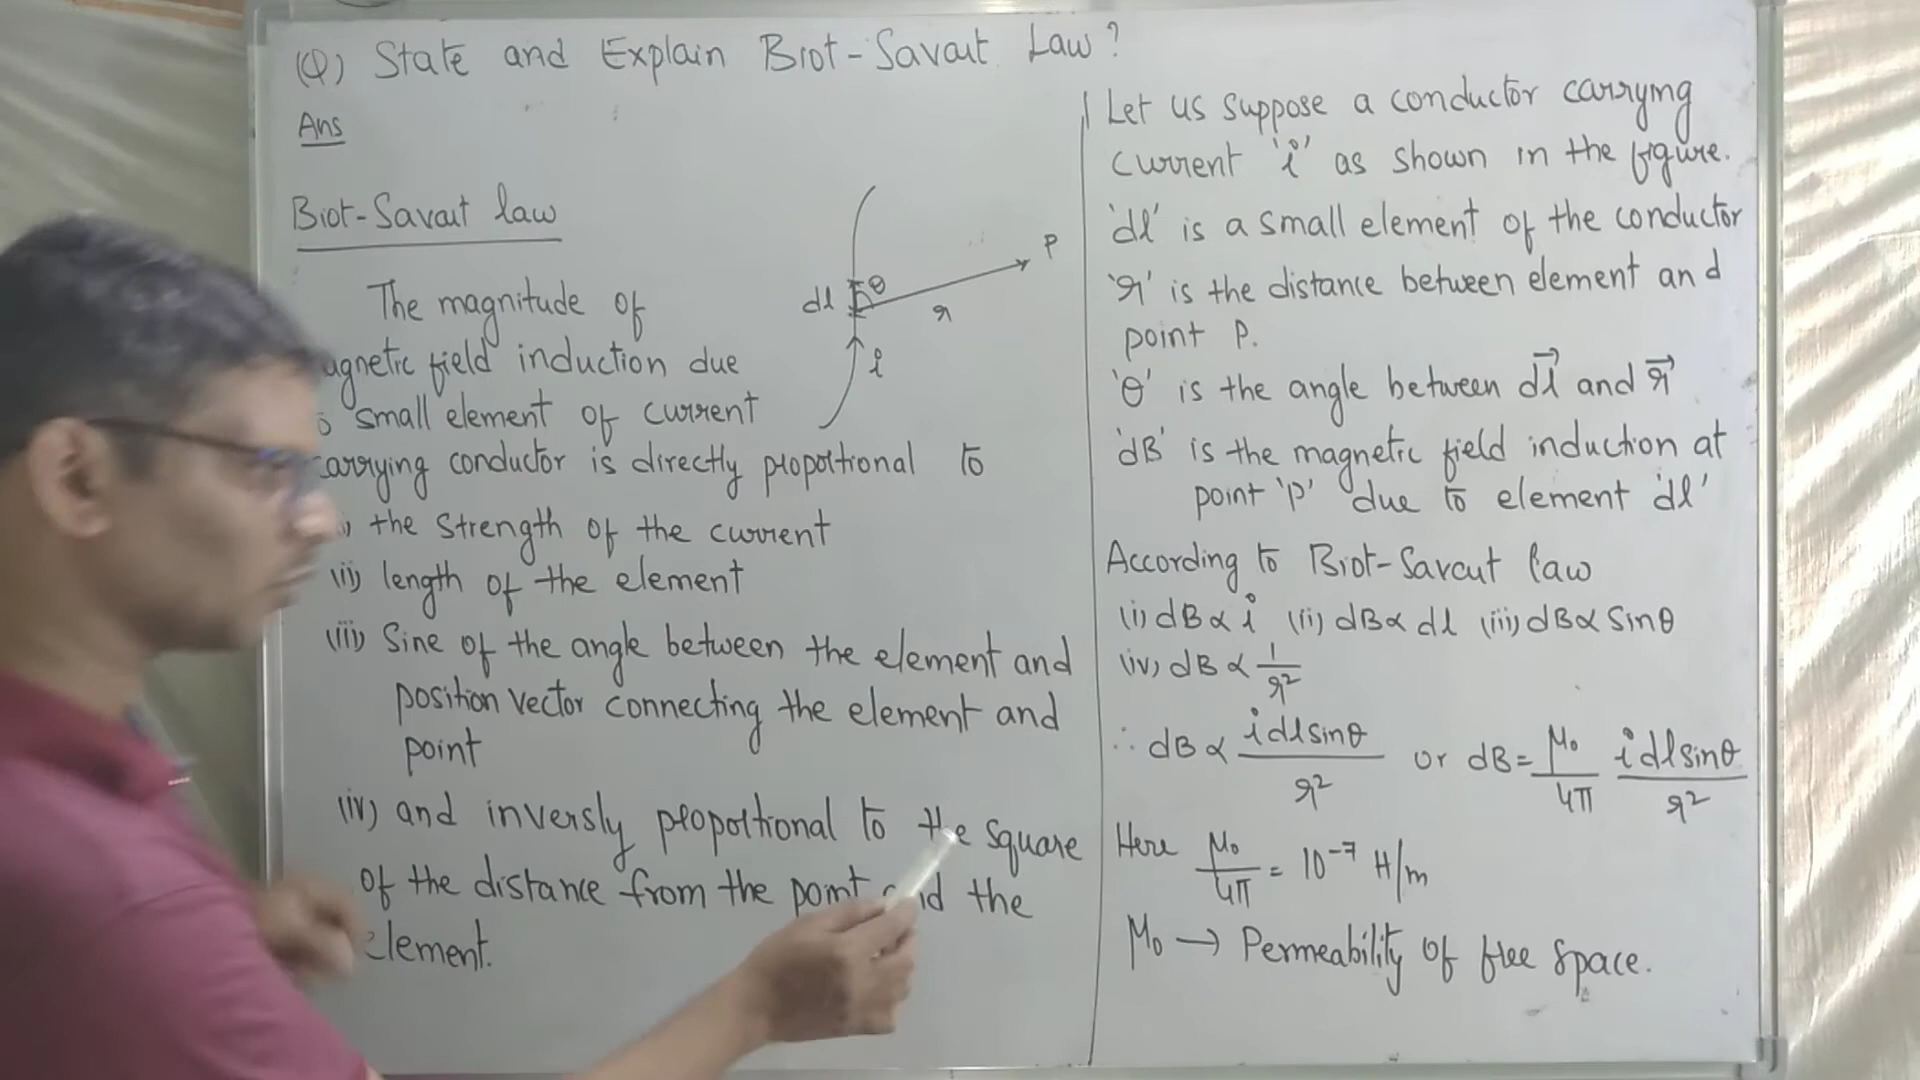 (Q) State and Explain Biot-Savart Law?
Ans
Biot-Savart law
The magnitude of
agnetic field induction due
small element of current
carrying conductor is directly proportional to
the strength of the current
(ii) length of the element
(iii) Sine of the angle between the element and
position vector connecting the element and
point
(iv) and inversly proportional to the square
of the distance from the point and the
element.
P
dl θ
r
i
Let us suppose a conductor carrying
current 'i' as shown in the figure.
'dl' is a small element of the conductor
'r' is the distance between element and
point P.
'θ' is the angle between d⃗l and r⃗
'dB' is the magnetic field induction at
point 'P' due to element 'dl'
According to Biot-Savart law
(i) dB ∝ i (ii) dB ∝ dl (iii) dB ∝ Sinθ
(iv) dB ∝ 1/r²
∴ dB ∝ i dl sinθ / r² or dB = μ₀/4π i dl sinθ / r²
Here μ₀/4π = 10⁻⁷ H/m
μ₀ → Permeability of free space.